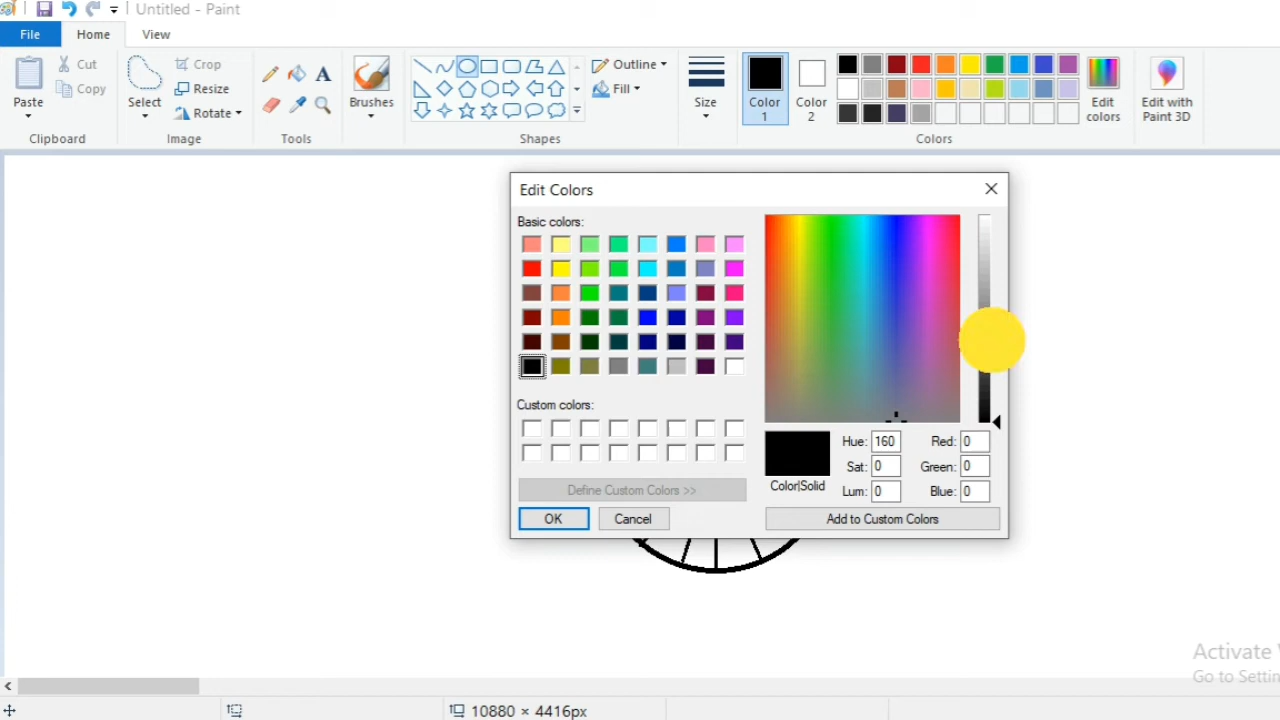 Untitled - Paint
File Home View
Paste Cut Copy Clipboard
Select Crop Resize Rotate Image
Tools
Brushes
Outline Fill Shapes
Size
Color 1 Color 2 Edit colors Colors
Edit with Paint 3D
Edit Colors
Basic colors:
Custom colors:
Define Custom Colors >>
OK Cancel
Color|Solid
Hue: 160 Red: 0
Sat: 0 Green: 0
Lum: 0 Blue: 0
Add to Custom Colors
Activate
Go to
10880 × 4416px